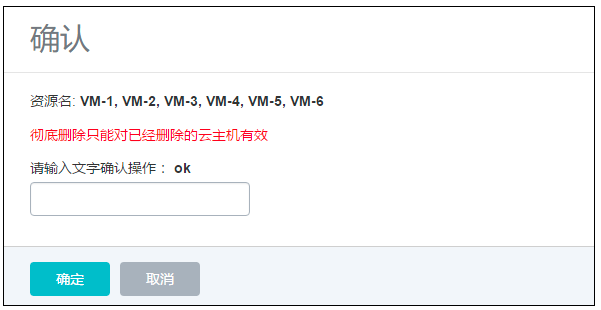 确认
资源名: VM-1, VM-2, VM-3, VM-4, VM-5, VM-6
彻底删除只能对已经删除的云主机有效
请输入文字确认操作： ok
确定 取消